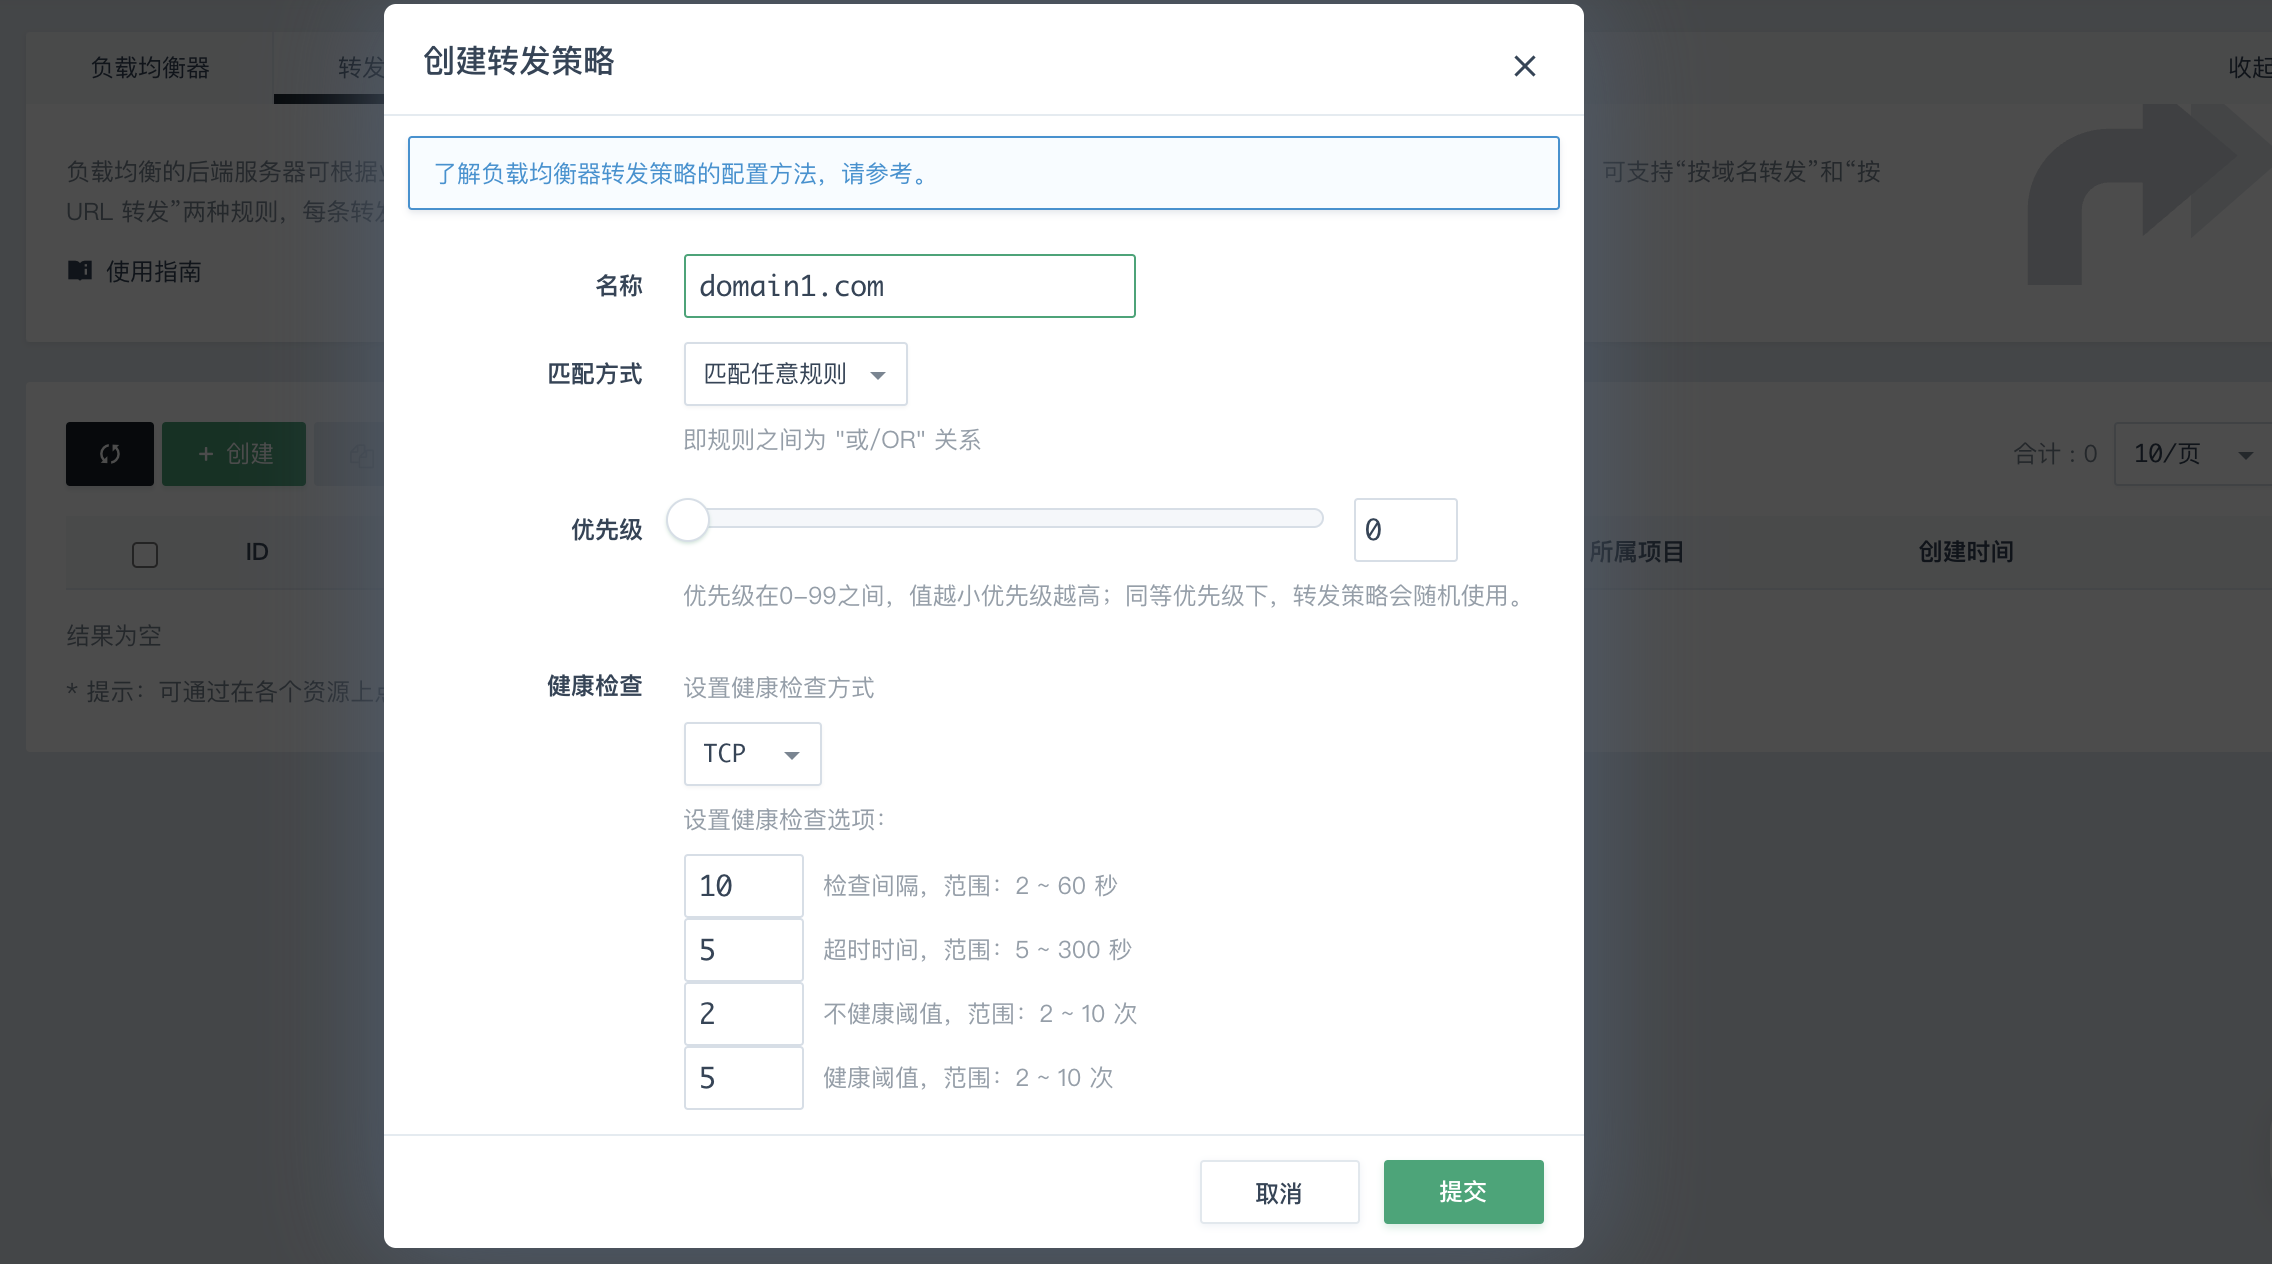 负载均衡器
转发
收起
负载均衡的后端服务器可根据
可支持“按域名转发”和“按
URL 转发”两种规则，每条转发
使用指南
+ 创建
合计：0
10/页
ID
所属项目
创建时间
结果为空
* 提示：可通过在各个资源上
创建转发策略
了解负载均衡器转发策略的配置方法，请参考。
名称
domain1.com
匹配方式
匹配任意规则
即规则之间为 "或/OR" 关系
优先级
0
优先级在0-99之间，值越小优先级越高；同等优先级下，转发策略会随机使用。
健康检查
设置健康检查方式
TCP
设置健康检查选项：
10 检查间隔，范围：2 ~ 60 秒
5 超时时间，范围：5 ~ 300 秒
2 不健康阈值，范围：2 ~ 10 次
5 健康阈值，范围：2 ~ 10 次
取消
提交